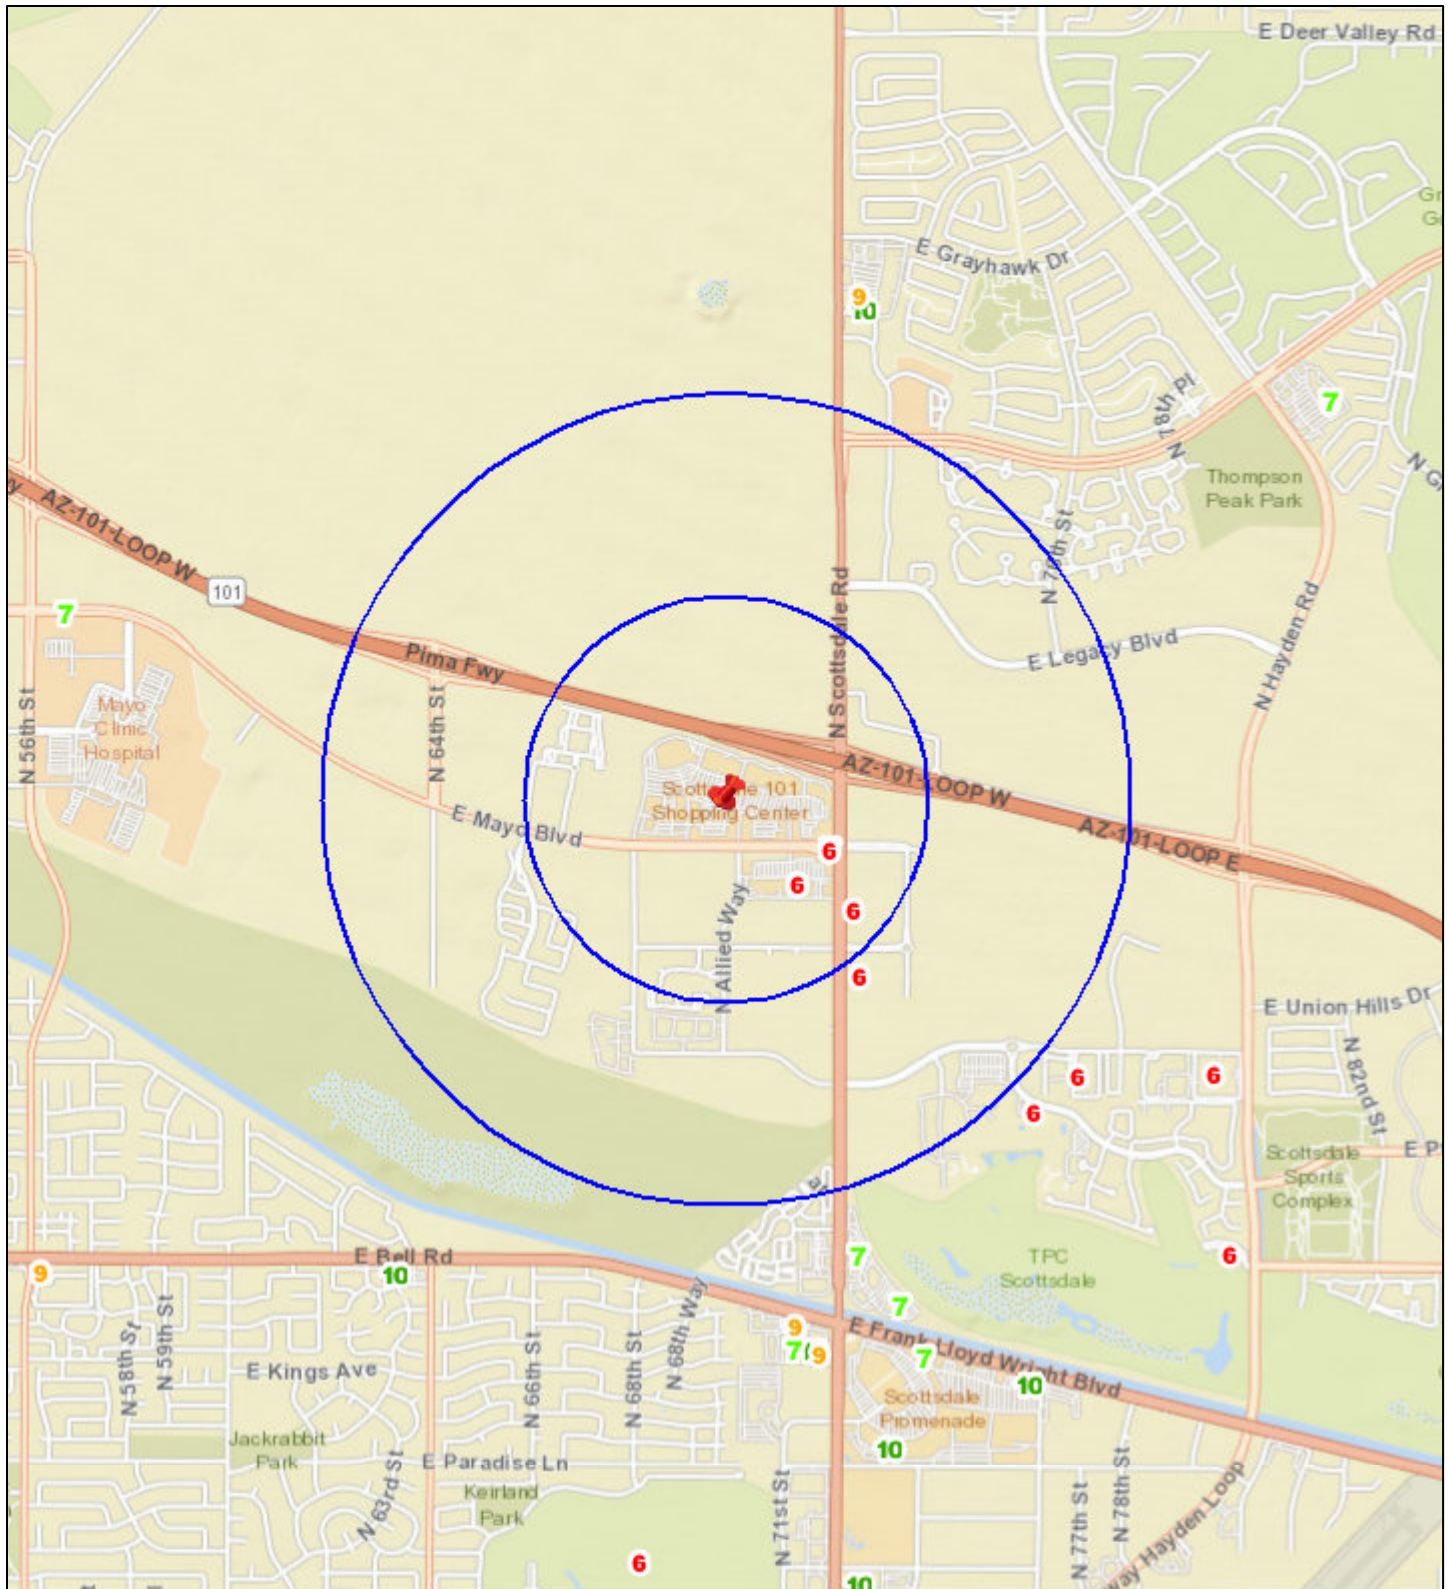 E Deer Valley Rd
Gr
G
E Grayhawk Dr
9
10
N 78th Pl
7
N G
Thompson
Peak Park
AZ-101-LOOP W
101
N 76th St
N Scottsdale Rd
N Hayden Rd
7
E Legacy Blvd
Pima Fwy
N 56th St
Mayo
Clinic
Hospital
N 64th St
AZ-101-LOOP W
Scottsdale 101
Shopping Center
E Mayo Blvd
AZ-101-LOOP E
6
6
6
N Allied Way
6
E Union Hills Dr
N 82nd St
6
6
6
Scottsdale
Sports
Complex
E P
E Bell Rd
9
10
7
6
TPC
Scottsdale
7
N 58th St
N 59th St
N 66th St
N 68th St
N 68th Way
9
7
9
E Frank Lloyd Wright Blvd
7
10
E Kings Ave
Scottsdale
Promenade
Jackrabbit
Park
10
N 63rd St
E Paradise Ln
Keirland
Park
N 71st St
N 77th St
N 78th St
way Hayden Loop
6
10